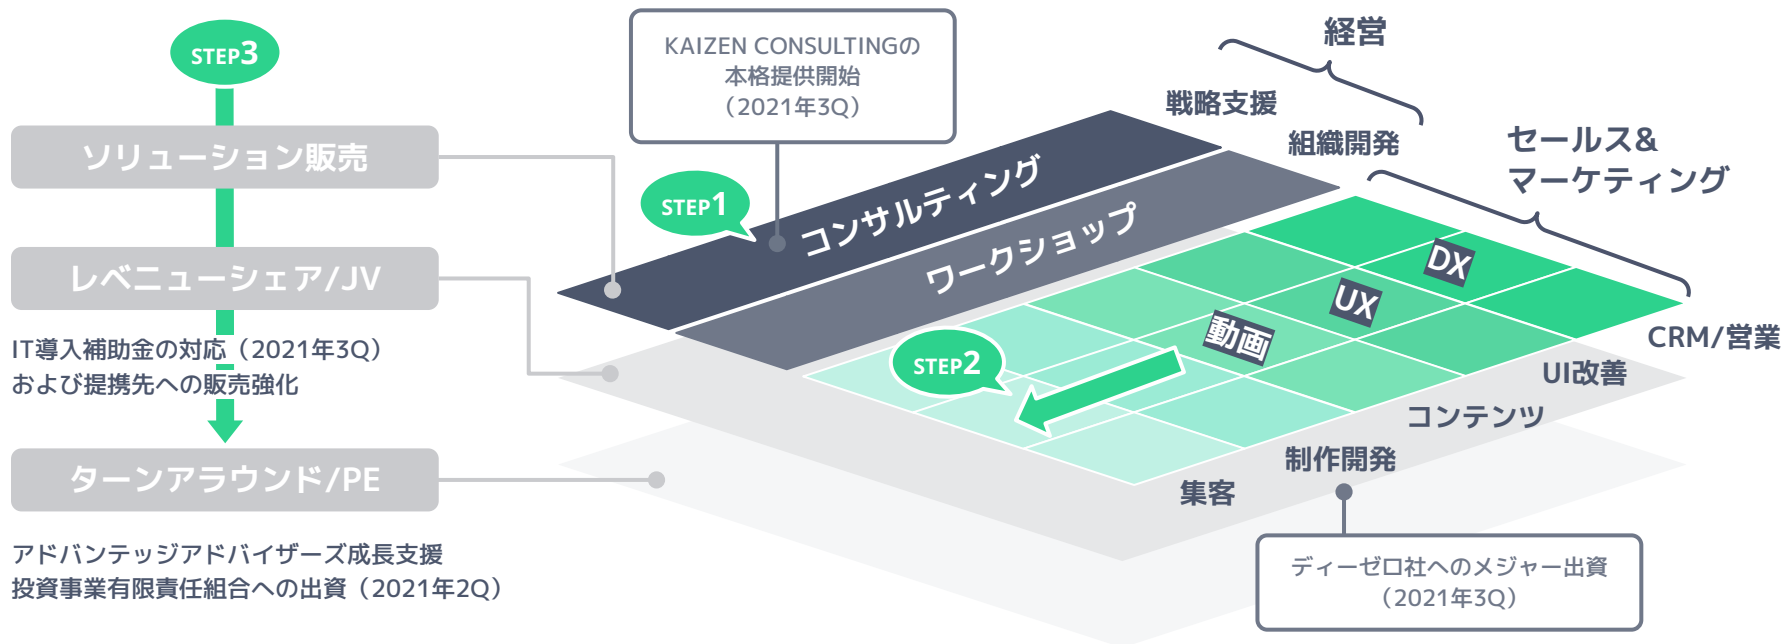 STEP3
ソリューション販売
レベニューシェア/JV
IT導入補助金の対応（2021年3Q）
および提携先への販売強化
ターンアラウンド/PE
アドバンテッジアドバイザーズ成長支援
投資事業有限責任組合への出資（2021年2Q）
KAIZEN CONSULTINGの
本格提供開始
（2021年3Q）
STEP1
コンサルティング
ワークショップ
STEP2
動画
UX
DX
経営
戦略支援
組織開発
セールス&
マーケティング
CRM/営業
UI改善
コンテンツ
制作開発
集客
ディーゼロ社へのメジャー出資
（2021年3Q）